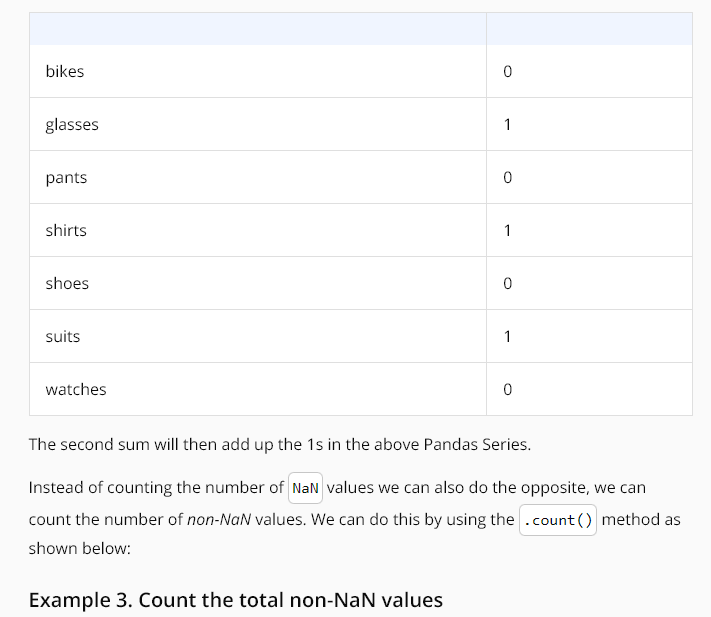 bikes 0
glasses 1
pants 0
shirts 1
shoes 0
suits 1
watches 0
The second sum will then add up the 1s in the above Pandas Series.
Instead of counting the number of NaN values we can also do the opposite, we can
count the number of non-NaN values. We can do this by using the .count() method as
shown below:
Example 3. Count the total non-NaN values